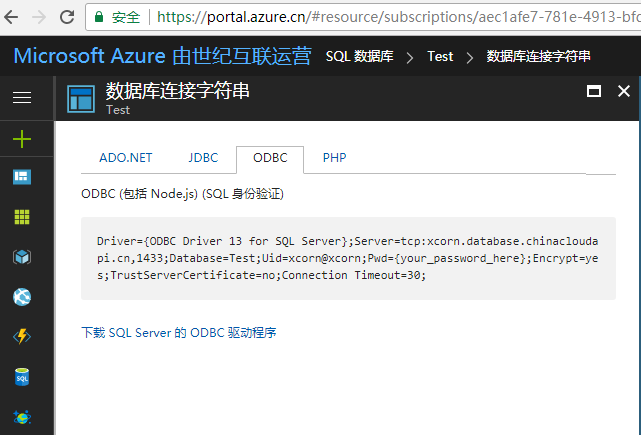 安全 https://portal.azure.cn/#resource/subscriptions/aec1afe7-781e-4913-bfc
Microsoft Azure 由世纪互联运营 SQL 数据库 > Test > 数据库连接字符串
数据库连接字符串
Test
ADO.NET JDBC ODBC PHP
ODBC (包括 Node.js) (SQL 身份验证)
Driver={ODBC Driver 13 for SQL Server};Server=tcp:xcorn.database.chinaclouda
pi.cn,1433;Database=Test;Uid=xcorn@xcorn;Pwd={your_password_here};Encrypt=ye
s;TrustServerCertificate=no;Connection Timeout=30;
下载 SQL Server 的 ODBC 驱动程序
SQL